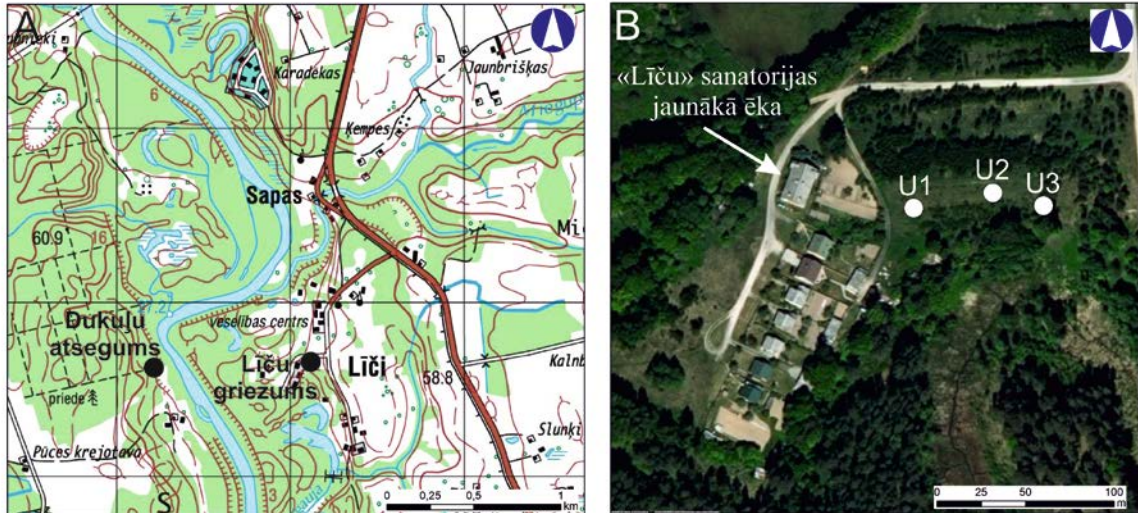 A
6
Karadekas
Jaunbrišķas
Ķempes
Sapas
60.9
16
Veselības centrs
Dukuļu
atsegums
Līču
griezums
Līči
58.8
priede
Pūces krejotava
Slunķi
S
13
0 0,25 0,5 1
km
B
«Līču» sanatorijas
jaunākā ēka
U1
U2
U3
0 25 50 100
m